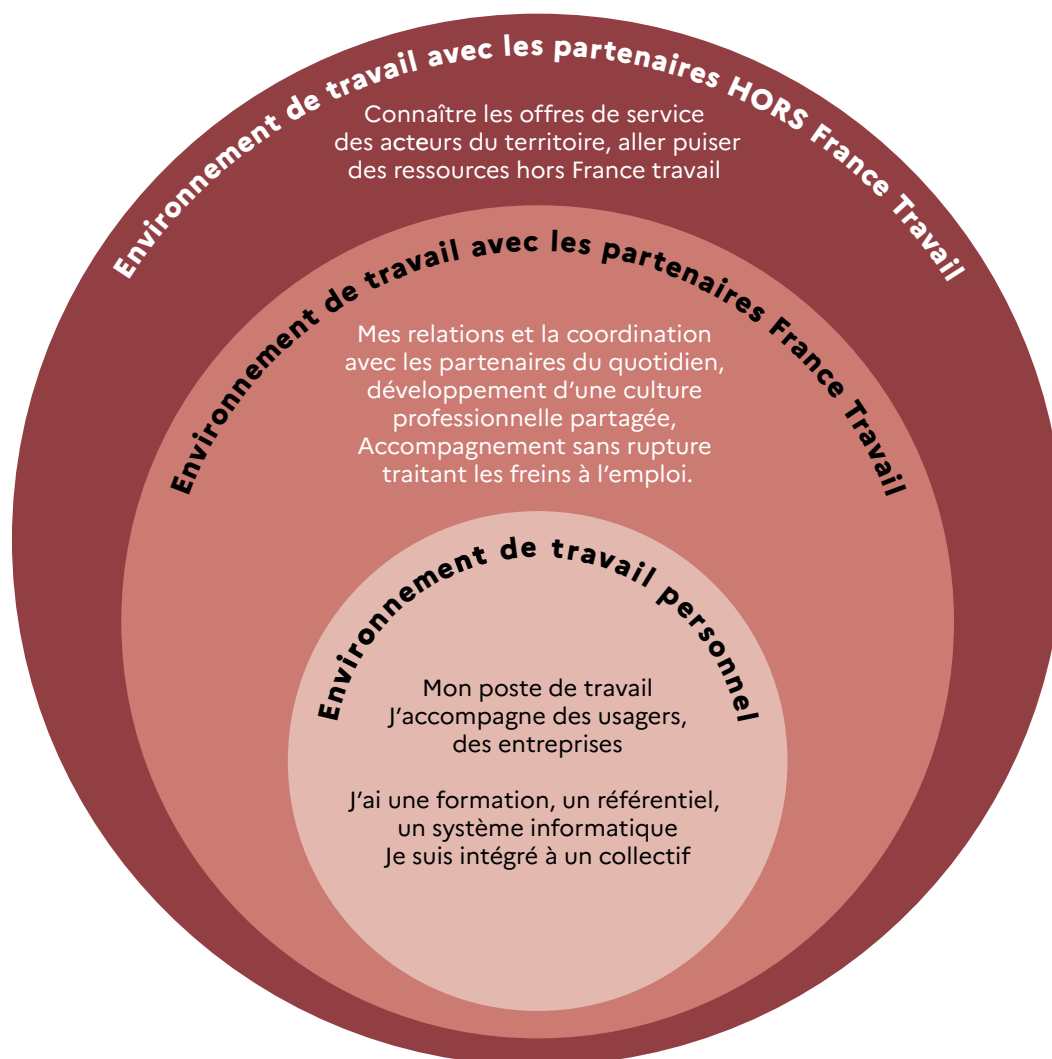 Environnement de travail avec les partenaires HORS France Travail
Connaître les offres de service
des acteurs du territoire, aller puiser
des ressources hors France travail
Environnement de travail avec les partenaires France Travail
Mes relations et la coordination
avec les partenaires du quotidien,
développement d’une culture
professionnelle partagée,
Accompagnement sans rupture
traitant les freins à l’emploi.
Environnement de travail personnel
Mon poste de travail
J’accompagne des usagers,
des entreprises
J’ai une formation, un référentiel,
un système informatique
Je suis intégré à un collectif